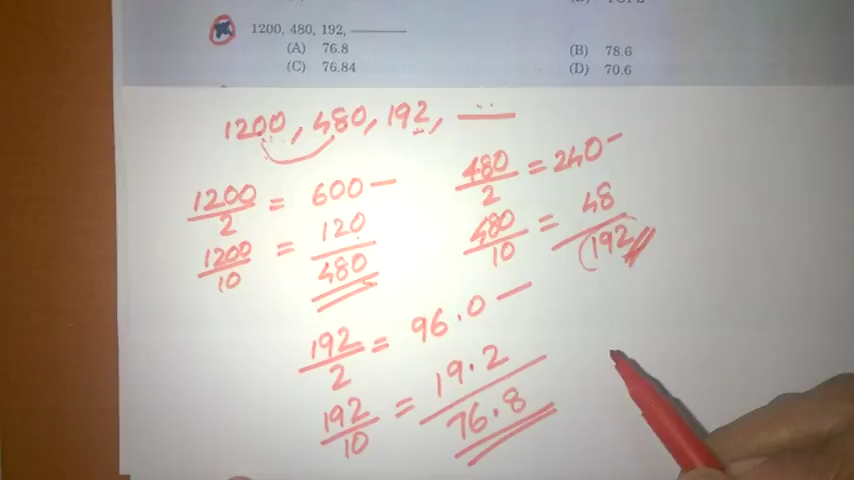 1200, 480, 192, ______
(A) 76.8
(B) 78.6
(C) 76.84
(D) 70.6
1200, 480, 192, ___
1200/2 = 600 -
1200/10 = 120
480
480/2 = 240 -
480/10 = 48
(192
192/2 = 96.0 -
192/10 = 19.2
76.8